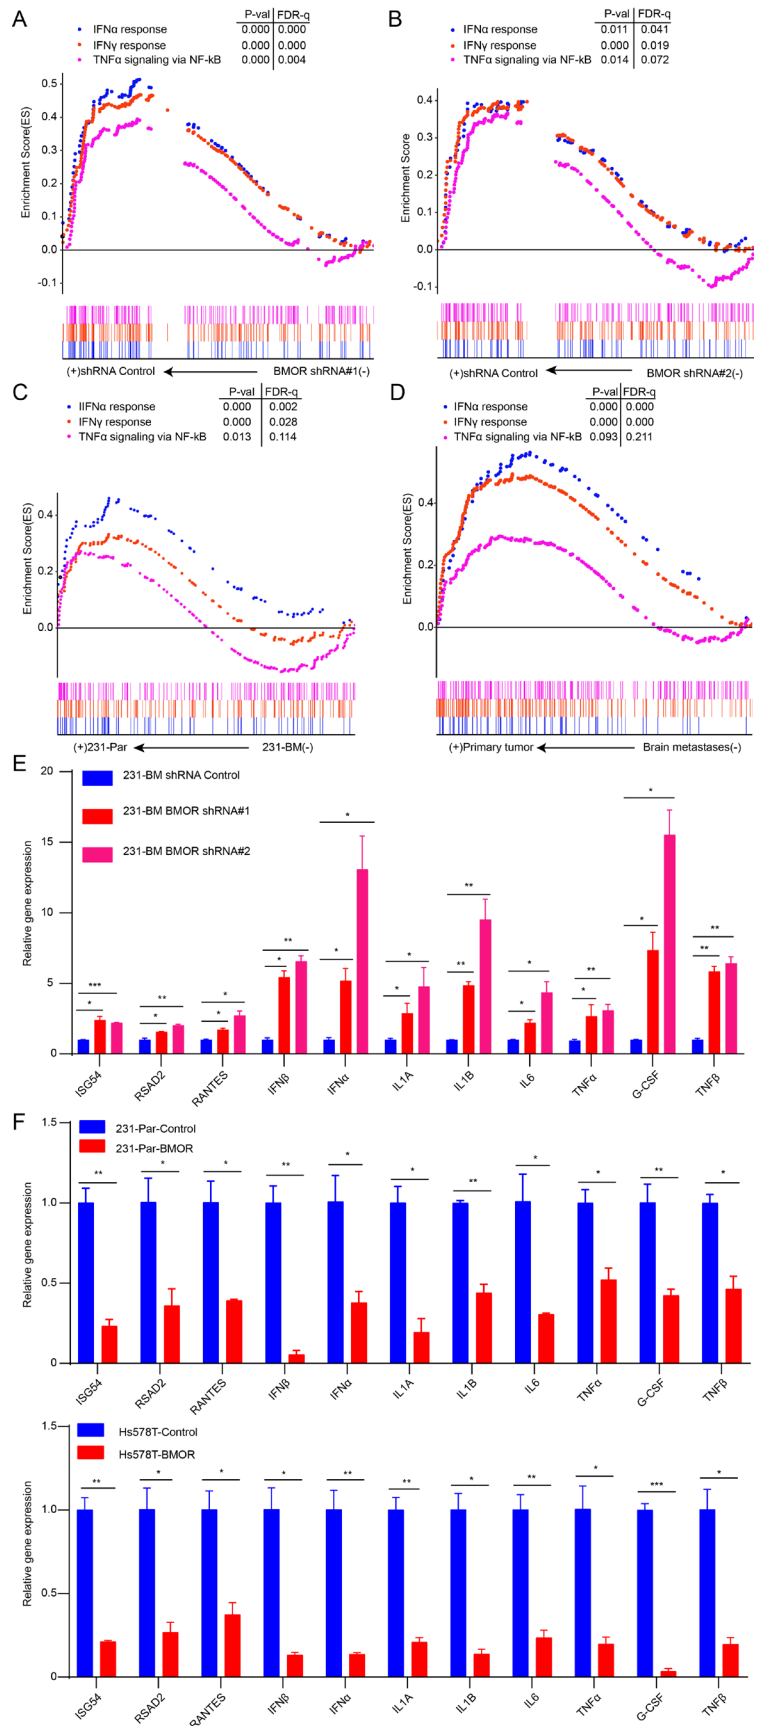 A
P-val FDR-q
IFNα response 0.000 0.000
IFNγ response 0.000 0.000
TNFα signaling via NF-kB 0.000 0.004
Enrichment Score(ES)
0.5
0.4
0.3
0.2
0.1
0.0
-0.1
(+)shRNA Control BMOR shRNA#1(-)
B
P-val FDR-q
IFNα response 0.011 0.041
IFNγ response 0.000 0.019
TNFα signaling via NF-kB 0.014 0.072
Enrichment Score
0.4
0.3
0.2
0.1
0.0
-0.1
(+)shRNA Control BMOR shRNA#2(-)
C
P-val FDR-q
IIFNα response 0.000 0.002
IFNγ response 0.000 0.028
TNFα signaling via NF-kB 0.013 0.114
Enrichment Score(ES)
0.4
0.2
0.0
(+)231-Par 231-BM(-)
D
P-val FDR-q
IFNα response 0.000 0.000
IFNγ response 0.000 0.000
TNFα signaling via NF-kB 0.093 0.211
Enrichment Score(ES)
0.4
0.2
0.0
(+)Primary tumor Brain metastases(-)
E
231-BM shRNA Control
231-BM BMOR shRNA#1
231-BM BMOR shRNA#2
Relative gene expression
20
15
10
5
0
*** * ** * * * ** * * * * * ** ** * * ** * * * ** **
ISG54 RSAD2 RANTES IFNβ IFNα IL1A IL1B IL6 TNFα G-CSF TNFβ
F
231-Par-Control
231-Par-BMOR
Relative gene expression
1.5
1.0
0.5
0
** * * ** * * ** * * ** *
ISG54 RSAD2 RANTES IFNβ IFNα IL1A IL1B IL6 TNFα G-CSF TNFβ
Hs578T-Control
Hs578T-BMOR
Relative gene expression
1.5
1.0
0.5
0
** * * * ** ** * ** * *** *
ISG54 RSAD2 RANTES IFNβ IFNα IL1A IL1B IL6 TNFα G-CSF TNFβ